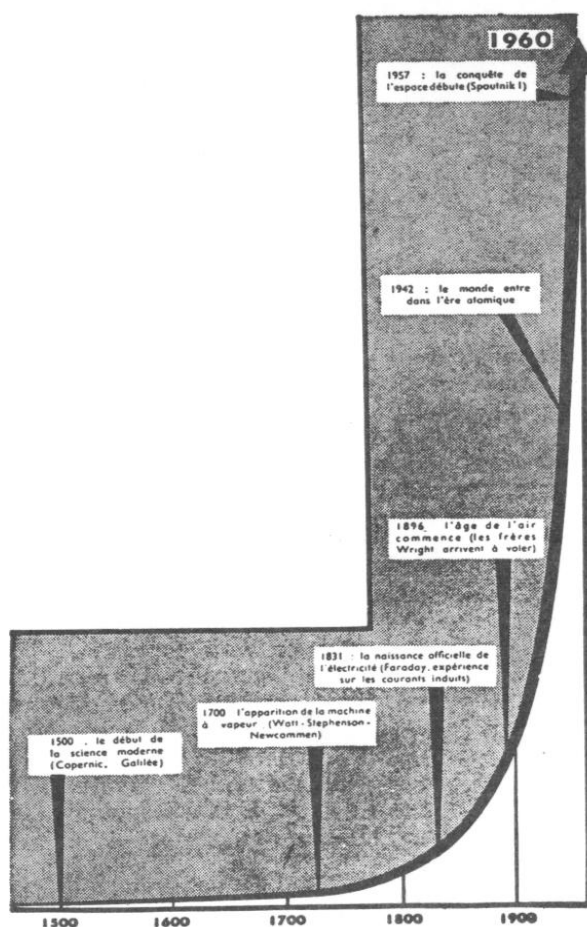 1960
1957 : la conquête de
l'espace débute (Spoutnik I)
1942 : le monde entre
dans l'ère atomique
1896, l'âge de l'air
commence (les frères
Wright arrivent à voler)
1831 : la naissance officielle de
l'électricité (Faraday, expérience
sur les courants induits)
1700 l'apparition de la machine
à vapeur (Watt - Stephenson -
Newcommen)
1500 . le début de
la science moderne
(Copernic, Galilée)
1500 1600 1700 1800 1900